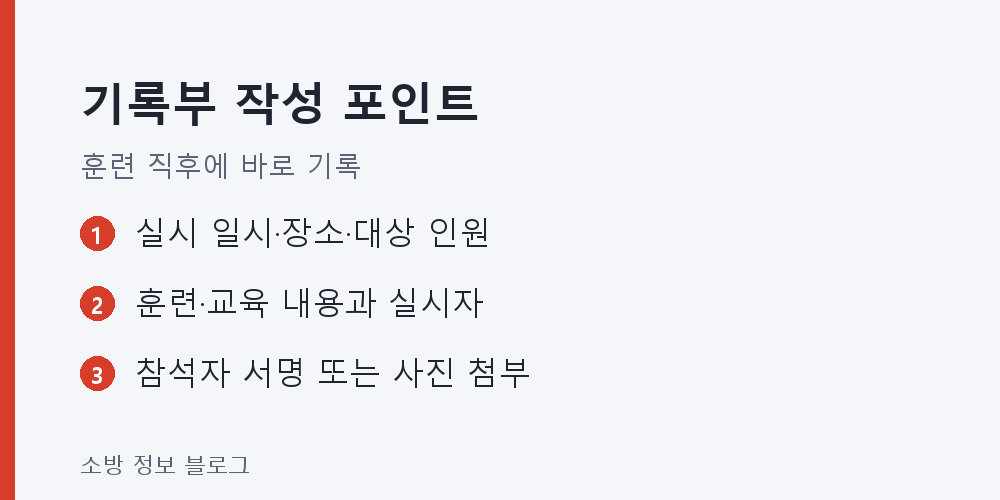 기록부 작성 포인트
훈련 직후에 바로 기록
1 실시 일시·장소·대상 인원
2 훈련·교육 내용과 실시자
3 참석자 서명 또는 사진 첨부
소방 정보 블로그